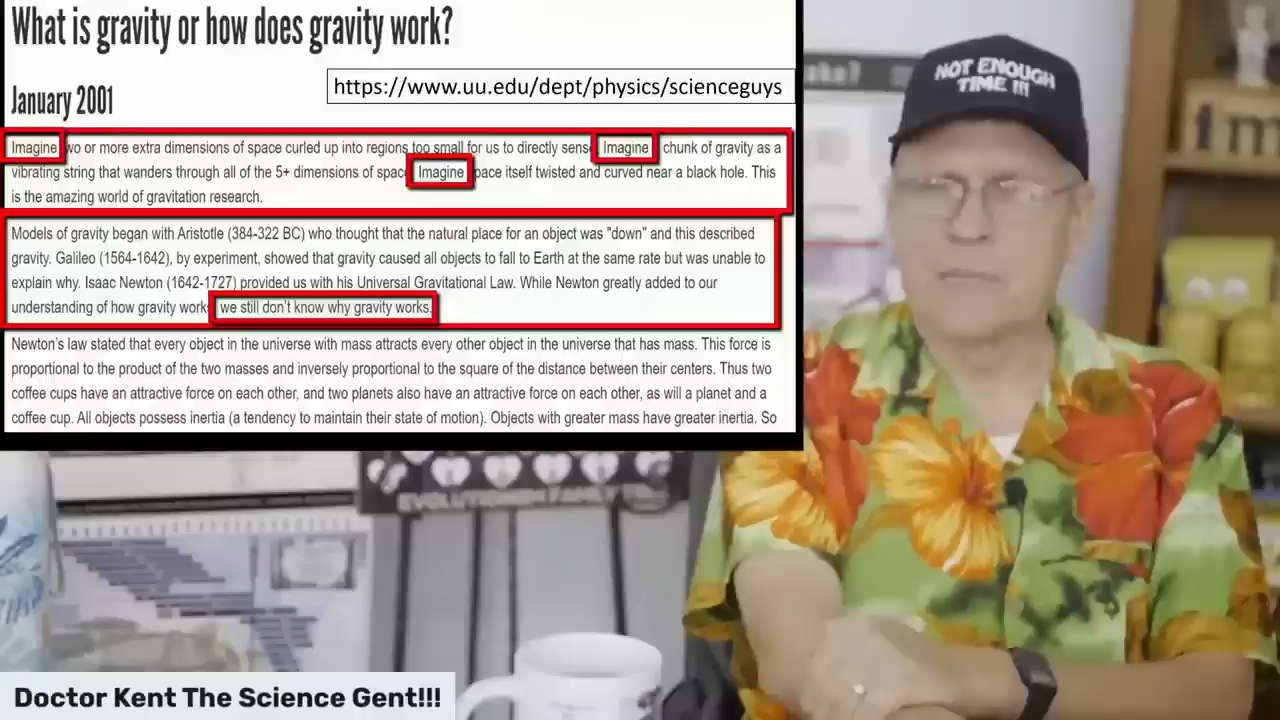 What is gravity or how does gravity work?
https://www.uu.edu/dept/physics/scienceguys
January 2001
Imagine wo or more extra dimensions of space curled up into regions too small for us to directly sens Imagine chunk of gravity as a
vibrating string that wanders through all of the 5+ dimensions of spac Imagine pace itself twisted and curved near a black hole. This
is the amazing world of gravitation research.
Models of gravity began with Aristotle (384-322 BC) who thought that the natural place for an object was "down" and this described
gravity. Galileo (1564-1642), by experiment, showed that gravity caused all objects to fall to Earth at the same rate but was unable to
explain why. Isaac Newton (1642-1727) provided us with his Universal Gravitational Law. While Newton greatly added to our
understanding of how gravity work we still don't know why gravity works.
Newton's law stated that every object in the universe with mass attracts every other object in the universe that has mass. This force is
proportional to the product of the two masses and inversely proportional to the square of the distance between their centers. Thus two
coffee cups have an attractive force on each other, and two planets also have an attractive force on each other, as will a planet and a
coffee cup. All objects possess inertia (a tendency to maintain their state of motion). Objects with greater mass have greater inertia. So
NOT ENOUGH
TIME !!!
EVOLUTIONISM FAMILY
Doctor Kent The Science Gent!!!